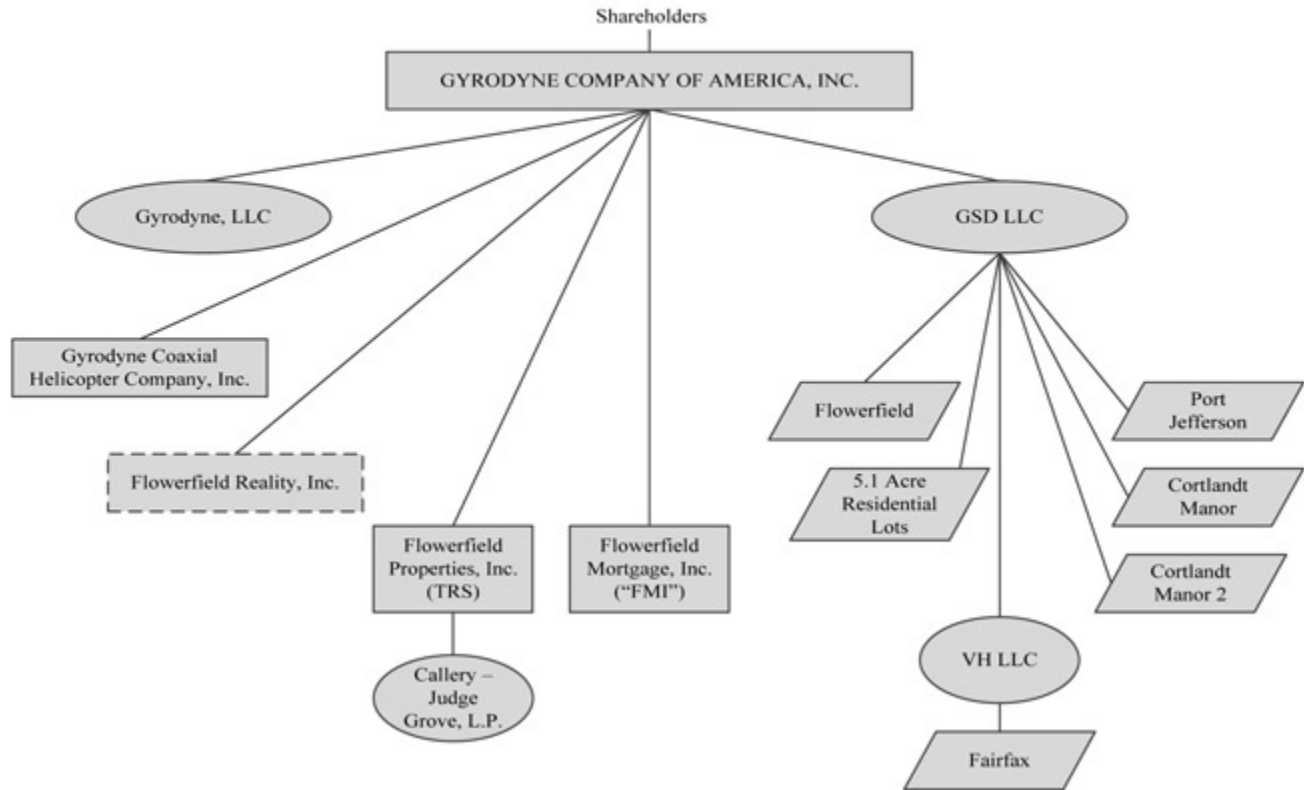 Shareholders
GYRODYNE COMPANY OF AMERICA, INC.
Gyrodyne, LLC
GSD LLC
Gyrodyne Coaxial
Helicopter Company, Inc.
Flowerfield Reality, Inc.
Flowerfield
Properties, Inc.
(TRS)
Flowerfield
Mortgage, Inc.
(“FMI”)
Callery –
Judge
Grove, L.P.
Flowerfield
5.1 Acre
Residential
Lots
Port
Jefferson
Cortlandt
Manor
Cortlandt
Manor 2
VH LLC
Fairfax